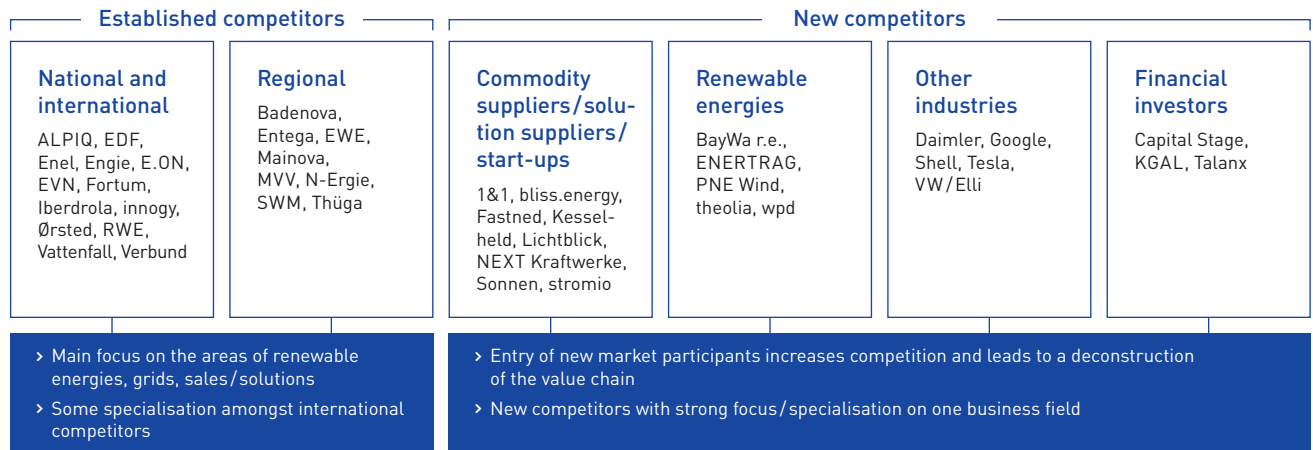 Established competitors
New competitors
National and
international
ALPIQ, EDF,
Enel, Engie, E.ON,
EVN, Fortum,
Iberdrola, innogy,
Ørsted, RWE,
Vattenfall, Verbund
Regional
Badenova,
Entega, EWE,
Mainova,
MVV, N-Ergie,
SWM, Thüga
Commodity
suppliers/solu-
tion suppliers/
start-ups
1&1, bliss.energy,
Fastned, Kessel-
held, Lichtblick,
NEXT Kraftwerke,
Sonnen, stromio
Renewable
energies
BayWa r.e.,
ENERTRAG,
PNE Wind,
theolia, wpd
Other
industries
Daimler, Google,
Shell, Tesla,
VW/Elli
Financial
investors
Capital Stage,
KGAL, Talanx
› Main focus on the areas of renewable
energies, grids, sales/solutions
› Some specialisation amongst international
competitors
› Entry of new market participants increases competition and leads to a deconstruction
of the value chain
› New competitors with strong focus/specialisation on one business field